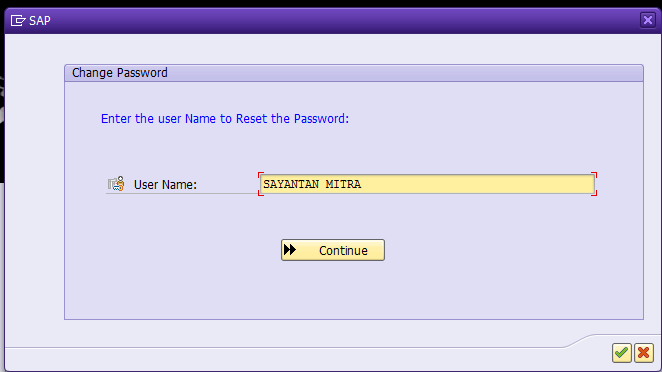 SAP
Change Password
Enter the user Name to Reset the Password:
User Name: SAYANTAN MITRA
Continue